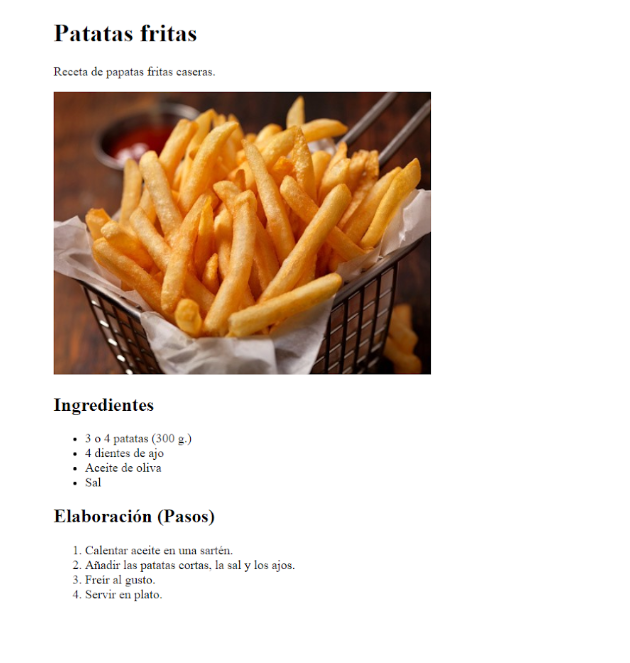 Patatas fritas
Receta de papatas fritas caseras.
Ingredientes
3 o 4 patatas (300 g.)
4 dientes de ajo
Aceite de oliva
Sal
Elaboración (Pasos)
1. Calentar aceite en una sartén.
2. Añadir las patatas cortas, la sal y los ajos.
3. Freir al gusto.
4. Servir en plato.